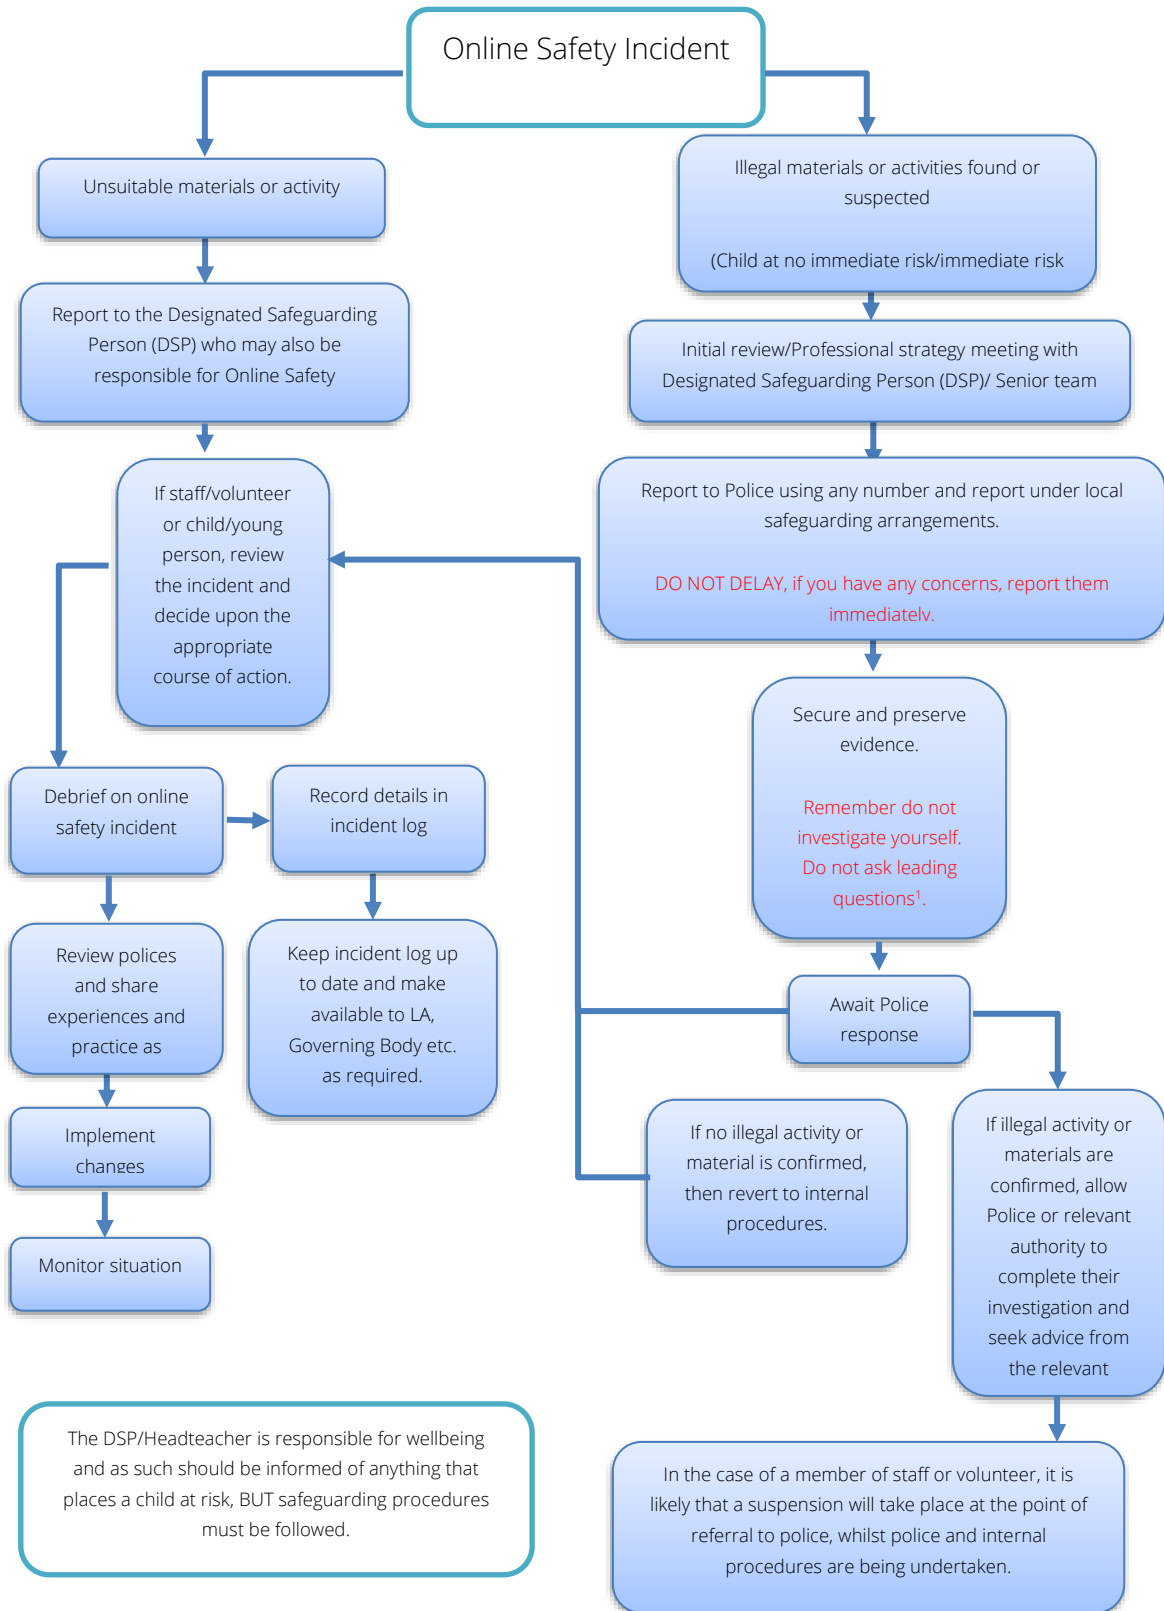 Online Safety Incident
Unsuitable materials or activity
Report to the Designated Safeguarding
Person (DSP) who may also be
responsible for Online Safety
If staff/volunteer
or child/young
person, review
the incident and
decide upon the
appropriate
course of action.
Debrief on online
safety incident
Record details in
incident log
Review polices
and share
experiences and
practice as
Keep incident log up
to date and make
available to LA,
Governing Body etc.
as required.
Implement
changes
Monitor situation
Illegal materials or activities found or
suspected
(Child at no immediate risk/immediate risk
Initial review/Professional strategy meeting with
Designated Safeguarding Person (DSP)/ Senior team
Report to Police using any number and report under local
safeguarding arrangements.
DO NOT DELAY, if you have any concerns, report them
immediately.
Secure and preserve
evidence.
Remember do not
investigate yourself.
Do not ask leading
questions¹.
Await Police
response
If no illegal activity or
material is confirmed,
then revert to internal
procedures.
If illegal activity or
materials are
confirmed, allow
Police or relevant
authority to
complete their
investigation and
seek advice from
the relevant
In the case of a member of staff or volunteer, it is
likely that a suspension will take place at the point of
referral to police, whilst police and internal
procedures are being undertaken.
The DSP/Headteacher is responsible for wellbeing
and as such should be informed of anything that
places a child at risk, BUT safeguarding procedures
must be followed.